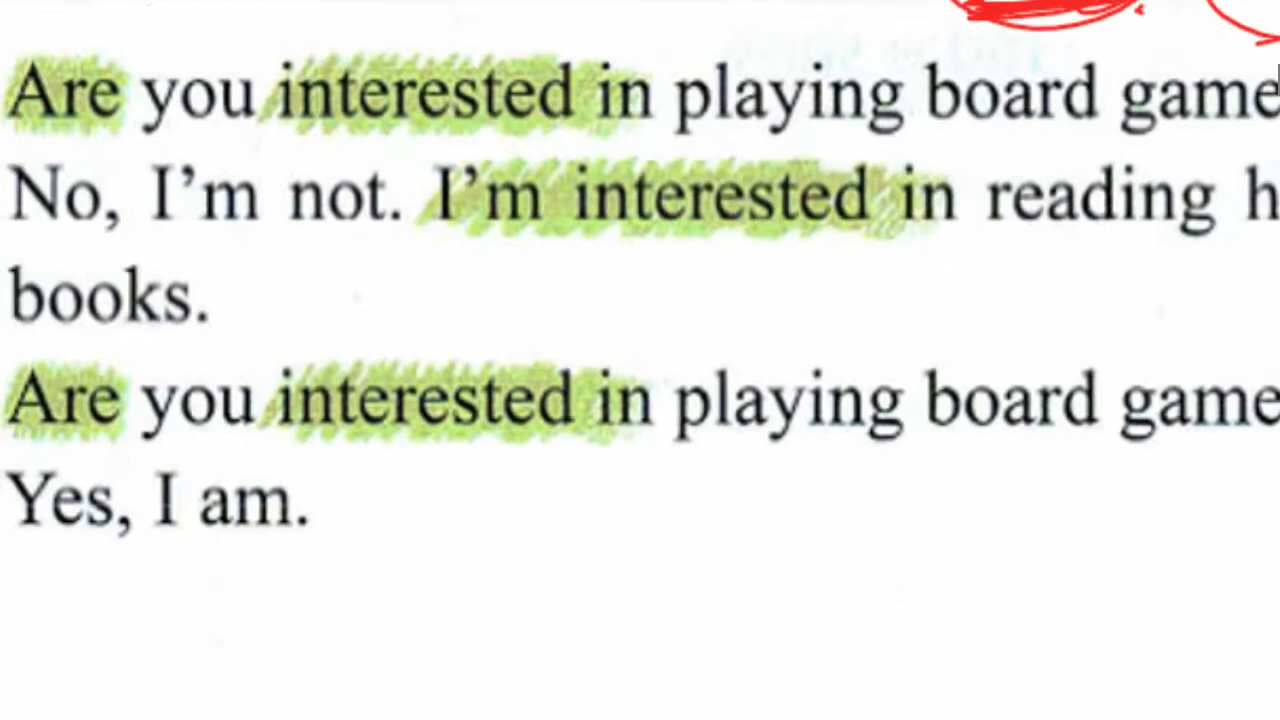 Are you interested in playing board game
No, I'm not. I'm interested in reading h
books.
Are you interested in playing board game
Yes, I am.